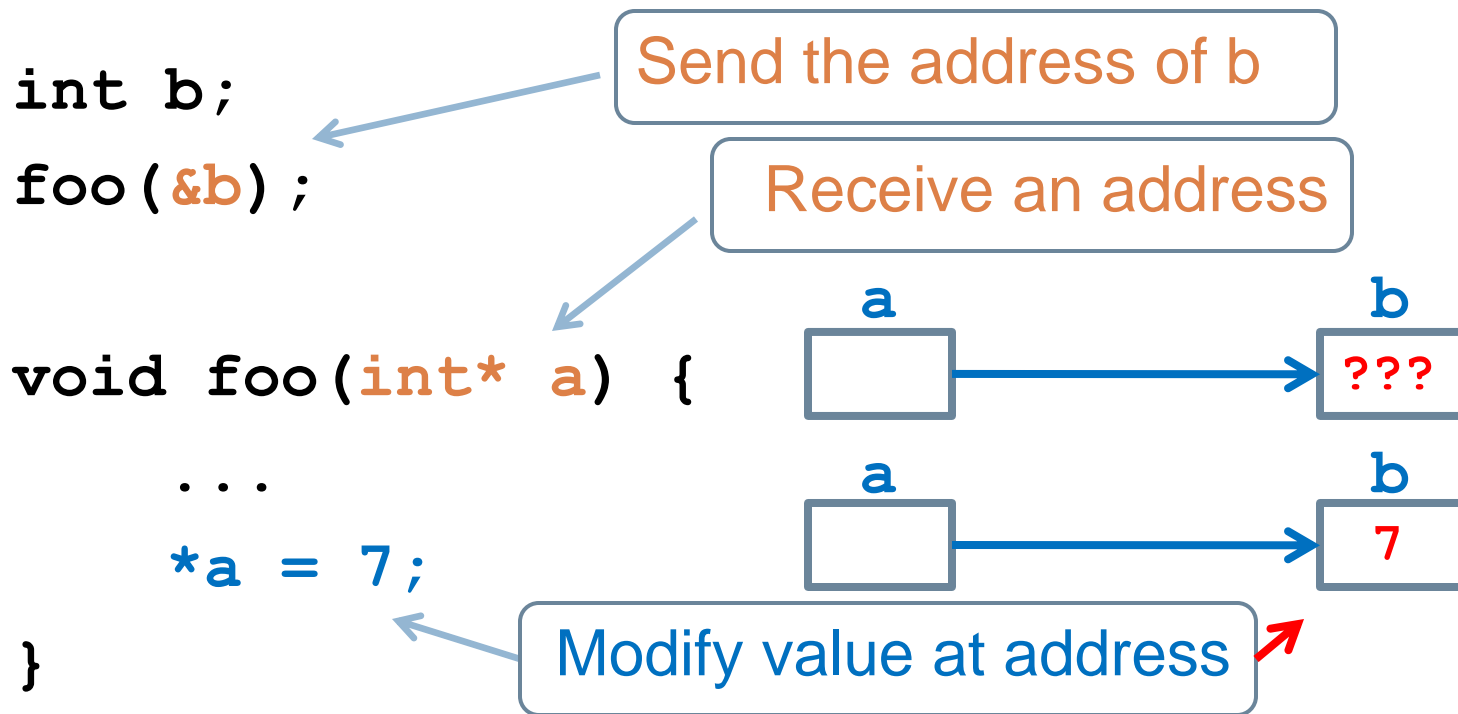 int b;
Send the address of b
foo(&b);
Receive an address
void foo(int* a) {
...
*a = 7;
}
a b
???
a b
7
Modify value at address